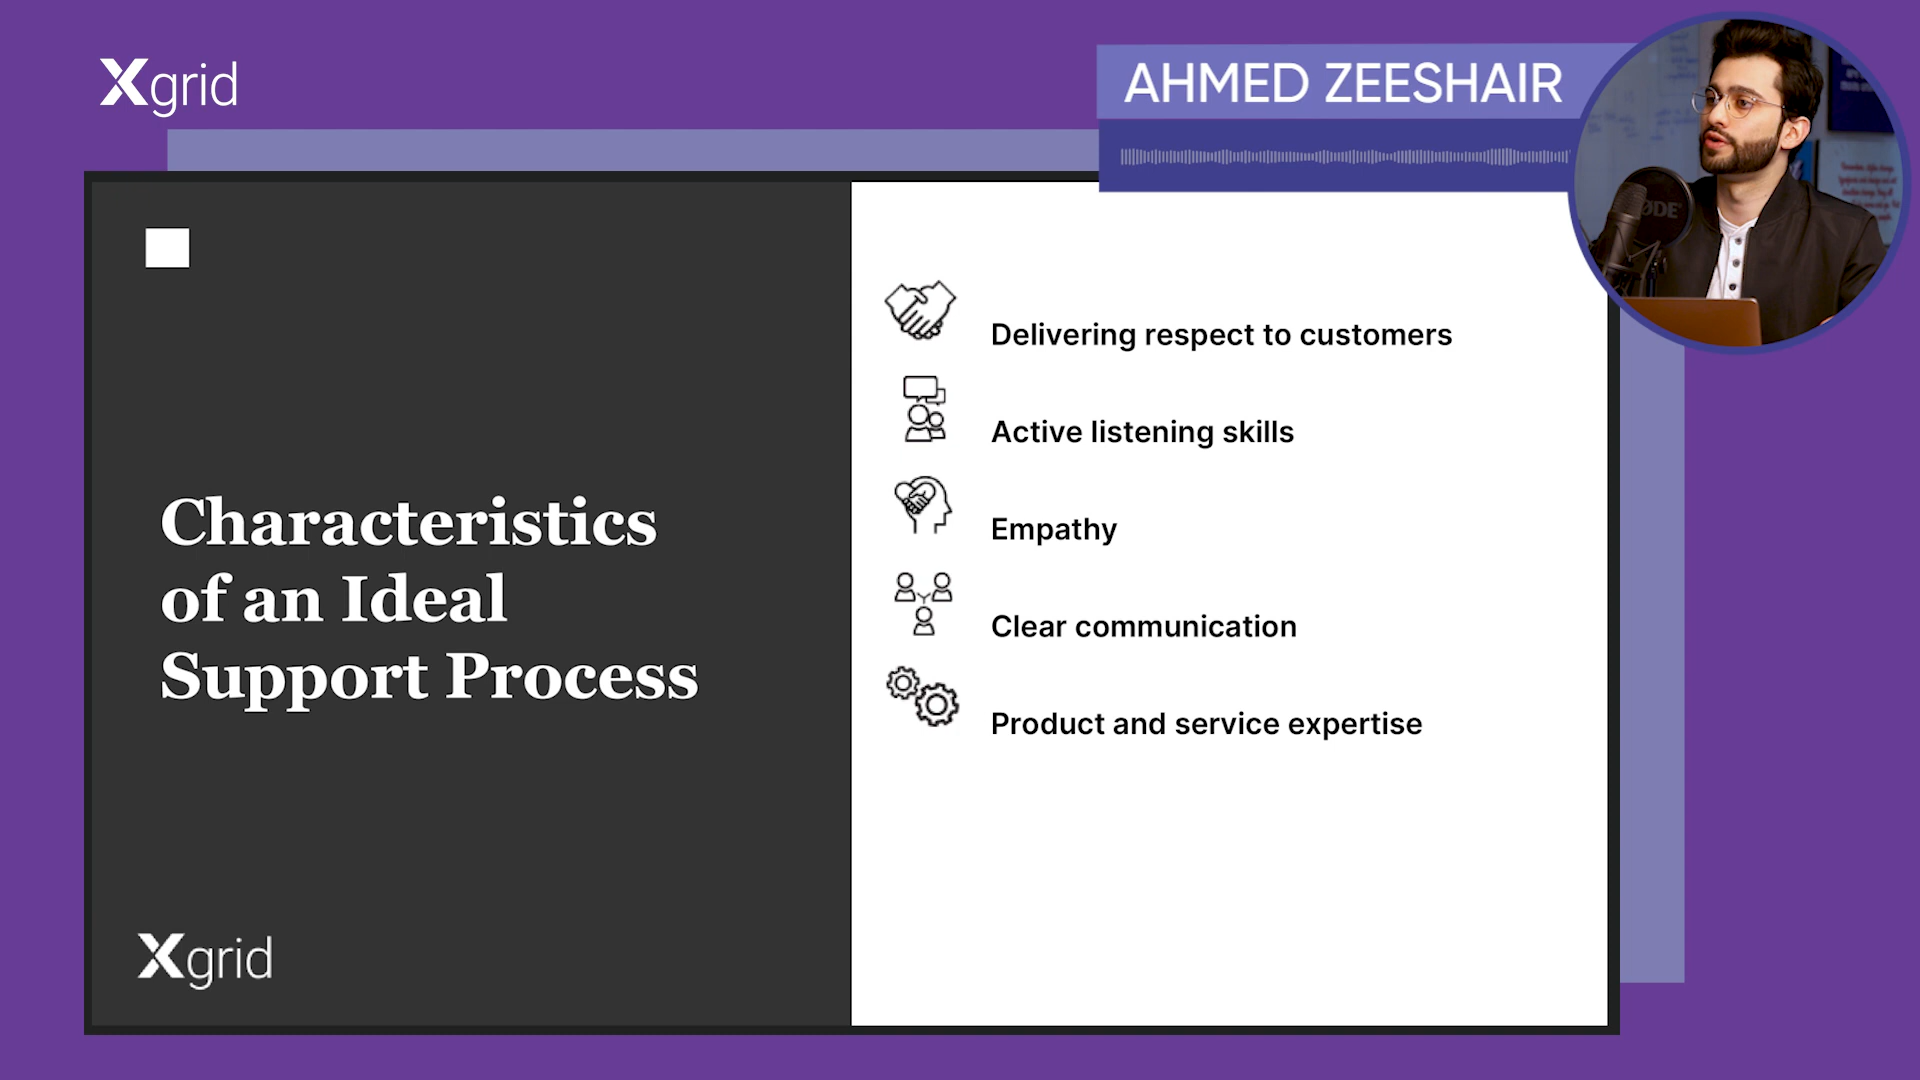 Xgrid
AHMED ZEESHAIR
Delivering respect to customers
Active listening skills
Empathy
Clear communication
Product and service expertise
Characteristics
of an Ideal
Support Process
Xgrid